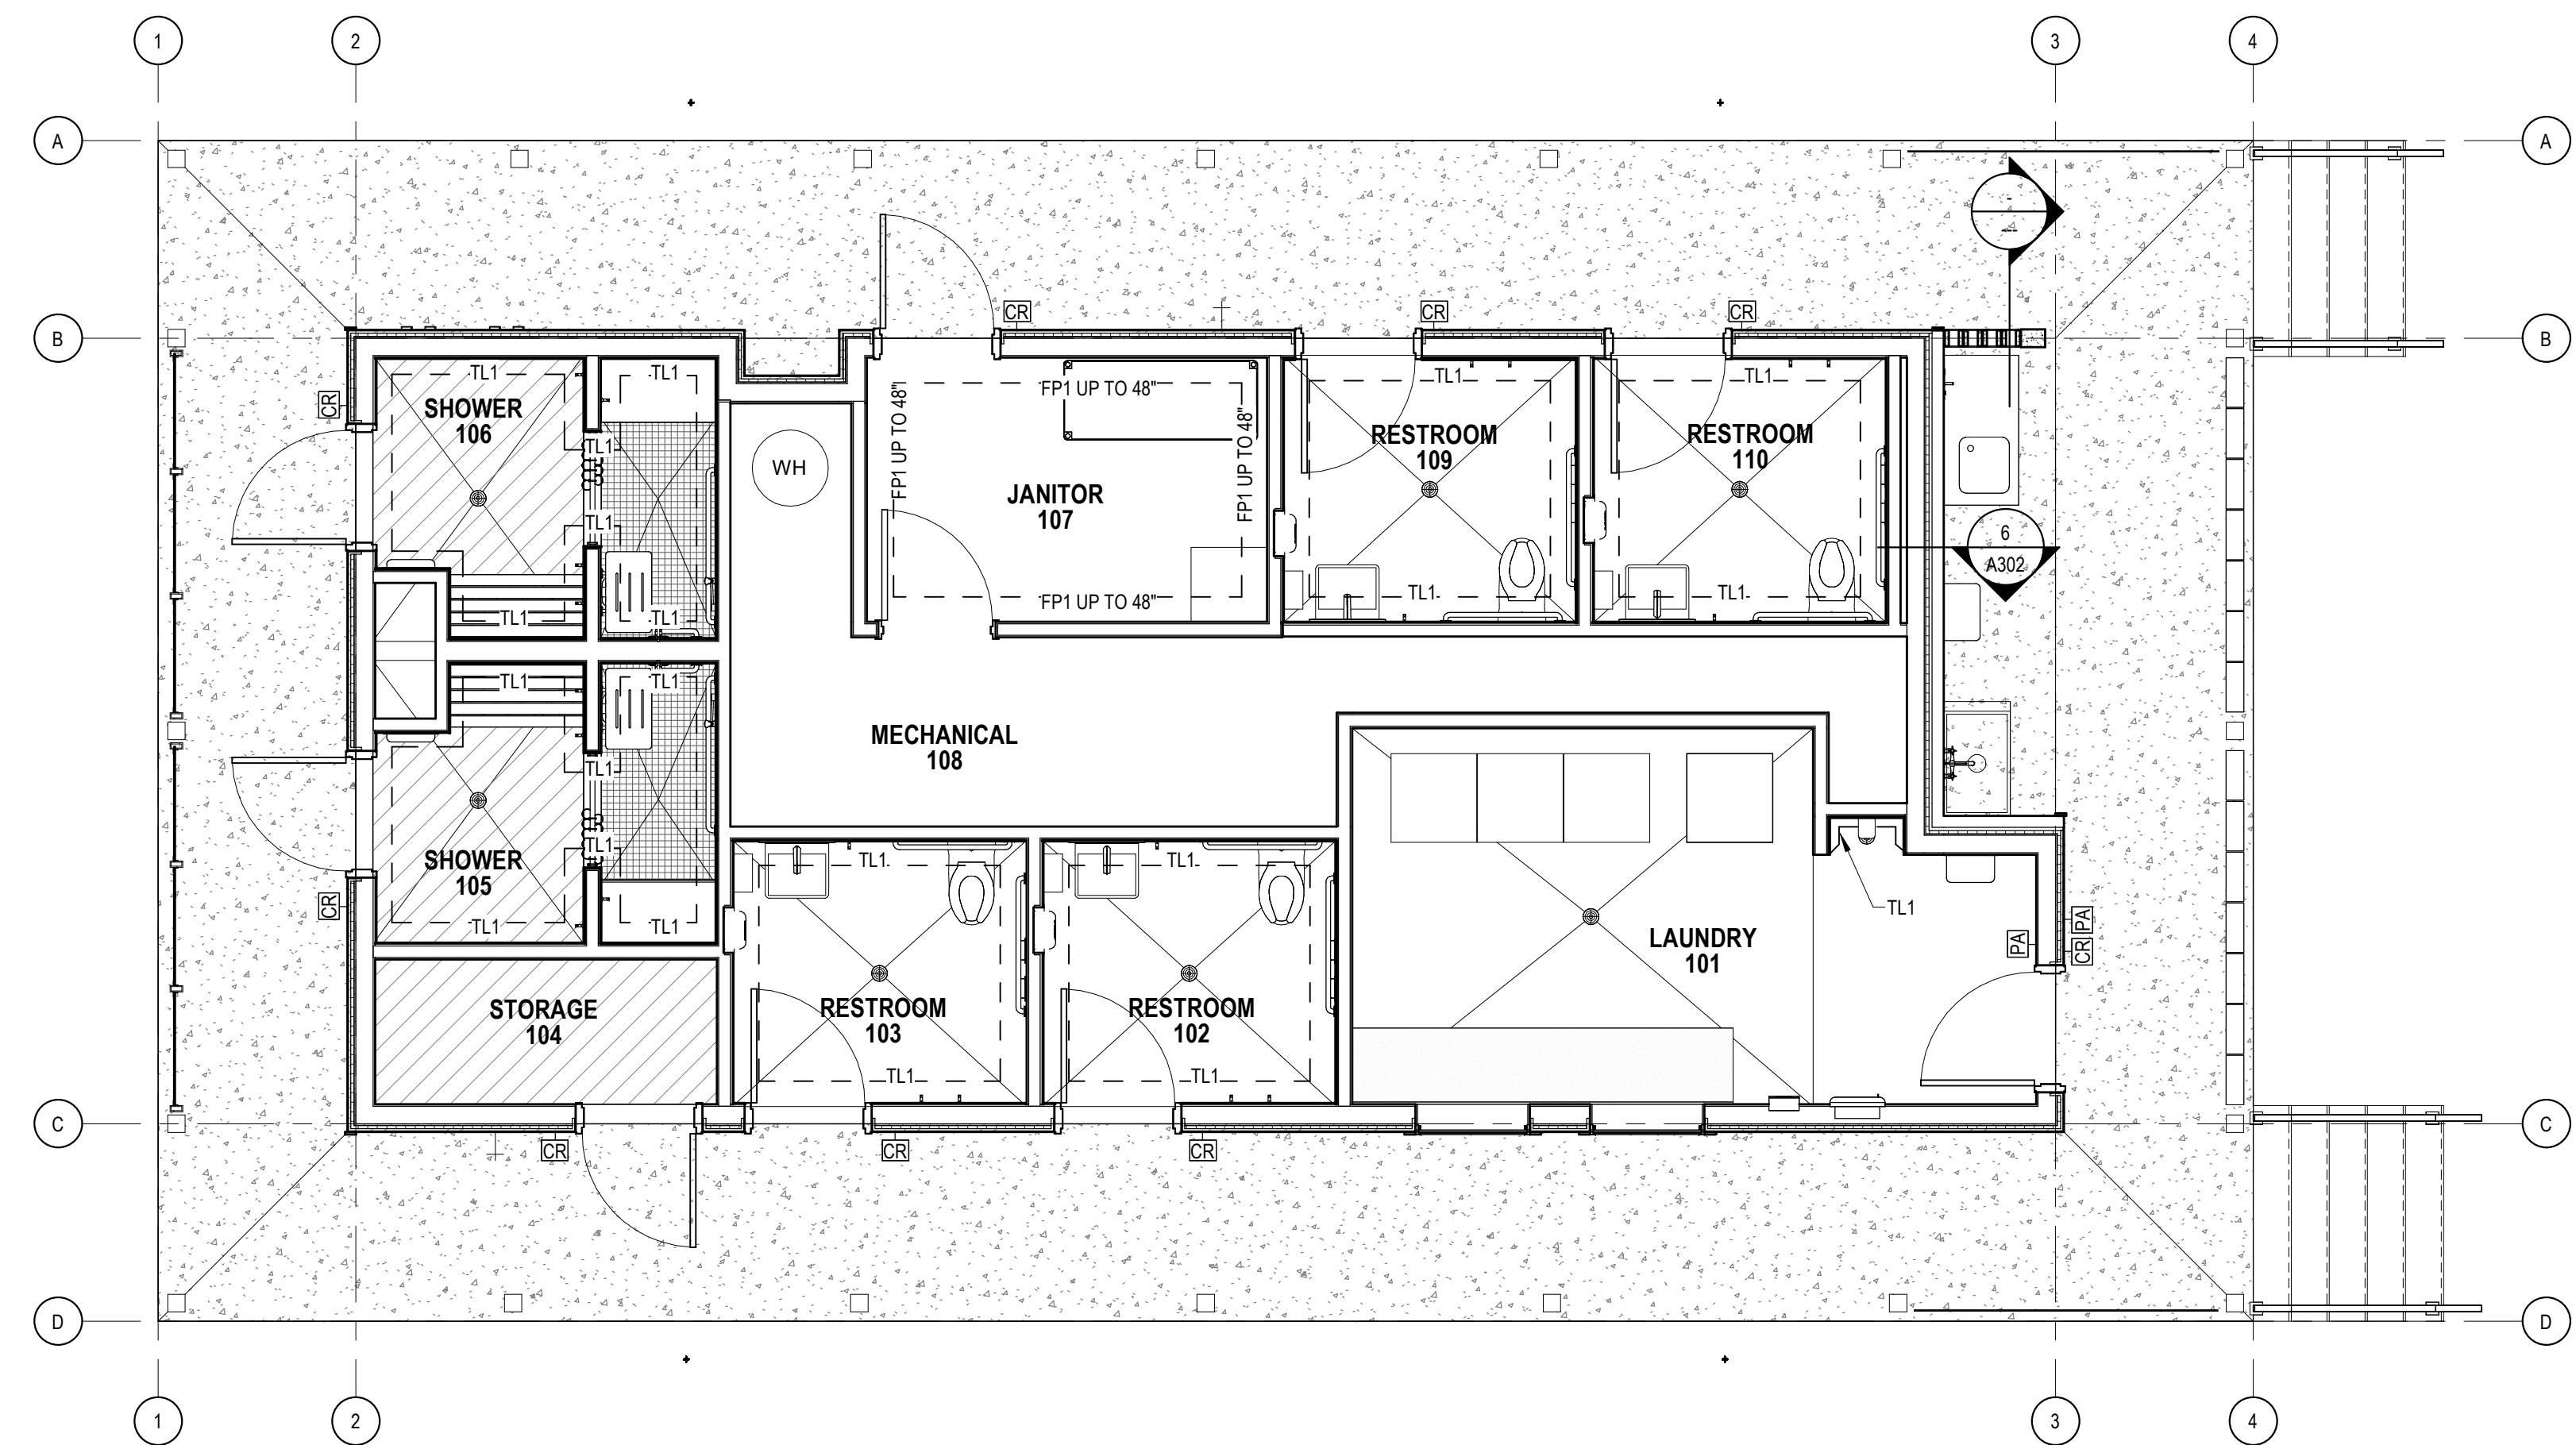 1
2
3
4
A
A
B
B
-
--
CR
CR
CR
TL1
TL1
FP1 UP TO 48"
TL1
TL1
CR
SHOWER
106
TL1
WH
FP1 UP TO 48"
FP1 UP TO 48"
RESTROOM
109
RESTROOM
110
JANITOR
107
TL1
6
A302
TL1
TL1
FP1 UP TO 48"
TL1
TL1
TL1
TL1
MECHANICAL
108
TL1
TL1
SHOWER
105
TL1
TL1
CR
TL1
TL1
TL1
LAUNDRY
101
PA
PA
CR
STORAGE
104
RESTROOM
103
RESTROOM
102
TL1
TL1
C
C
CR
CR
CR
D
D
1
2
3
4